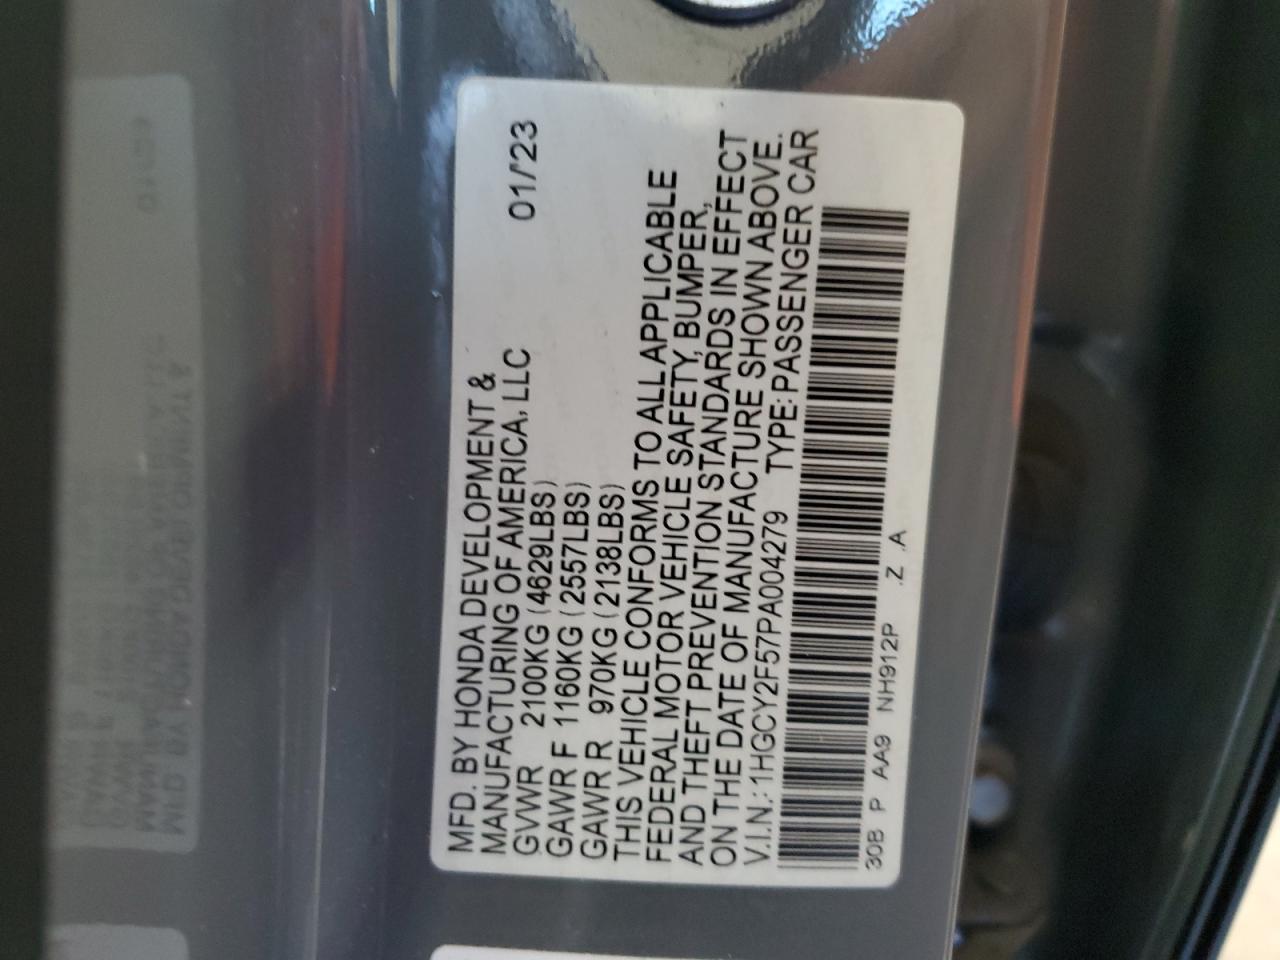 MFD. BY HONDA DEVELOPMENT &
MANUFACTURING OF AMERICA, LLC 01/'23
GVWR 2100KG (4629LBS)
GAWR F 1160KG (2557LBS)
GAWR R 970KG (2138LBS)
THIS VEHICLE CONFORMS TO ALL APPLICABLE
FEDERAL MOTOR VEHICLE SAFETY, BUMPER,
AND THEFT PREVENTION STANDARDS IN EFFECT
ON THE DATE OF MANUFACTURE SHOWN ABOVE.
V.I.N.: 1HGCY2F57PA004279 TYPE: PASSENGER CAR
30B P AA9 NH912P .Z .A